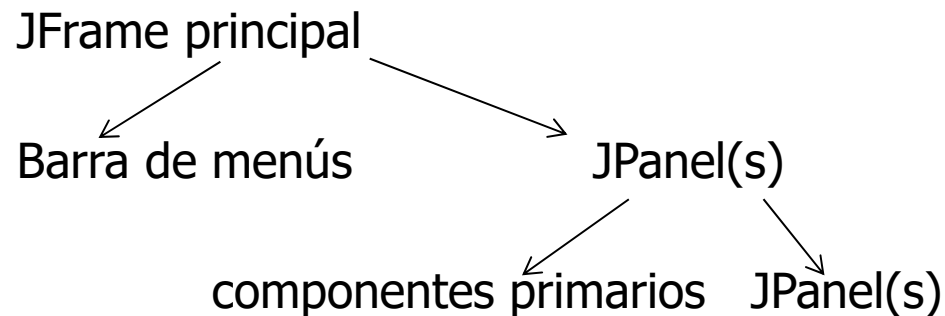 JFrame principal
Barra de menús JPanel(s)
componentes primarios JPanel(s)